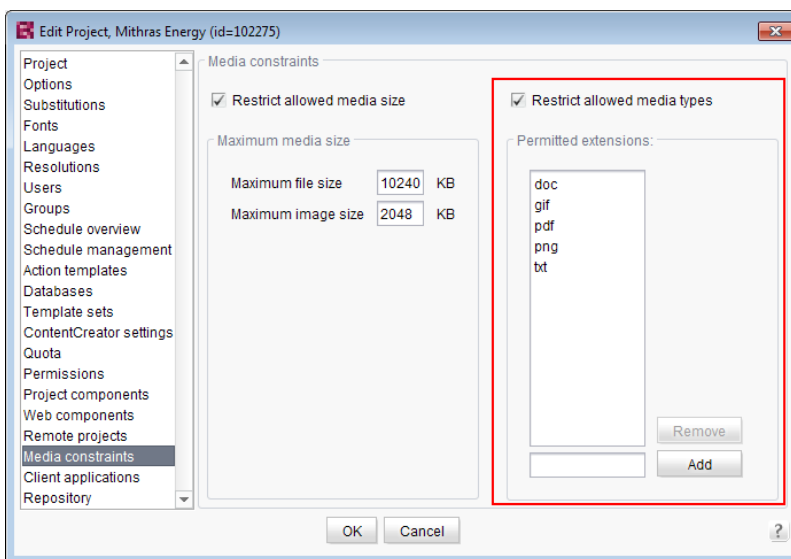 Edit Project, Mithras Energy (id=102275)
Project
Options
Substitutions
Fonts
Languages
Resolutions
Users
Groups
Schedule overview
Schedule management
Action templates
Databases
Template sets
ContentCreator settings
Quota
Permissions
Project components
Web components
Remote projects
Media constraints
Client applications
Repository
Media constraints
Restrict allowed media size
Maximum media size
Maximum file size 10240 KB
Maximum image size 2048 KB
Restrict allowed media types
Permitted extensions:
doc
gif
pdf
png
txt
Remove
Add
OK Cancel
?